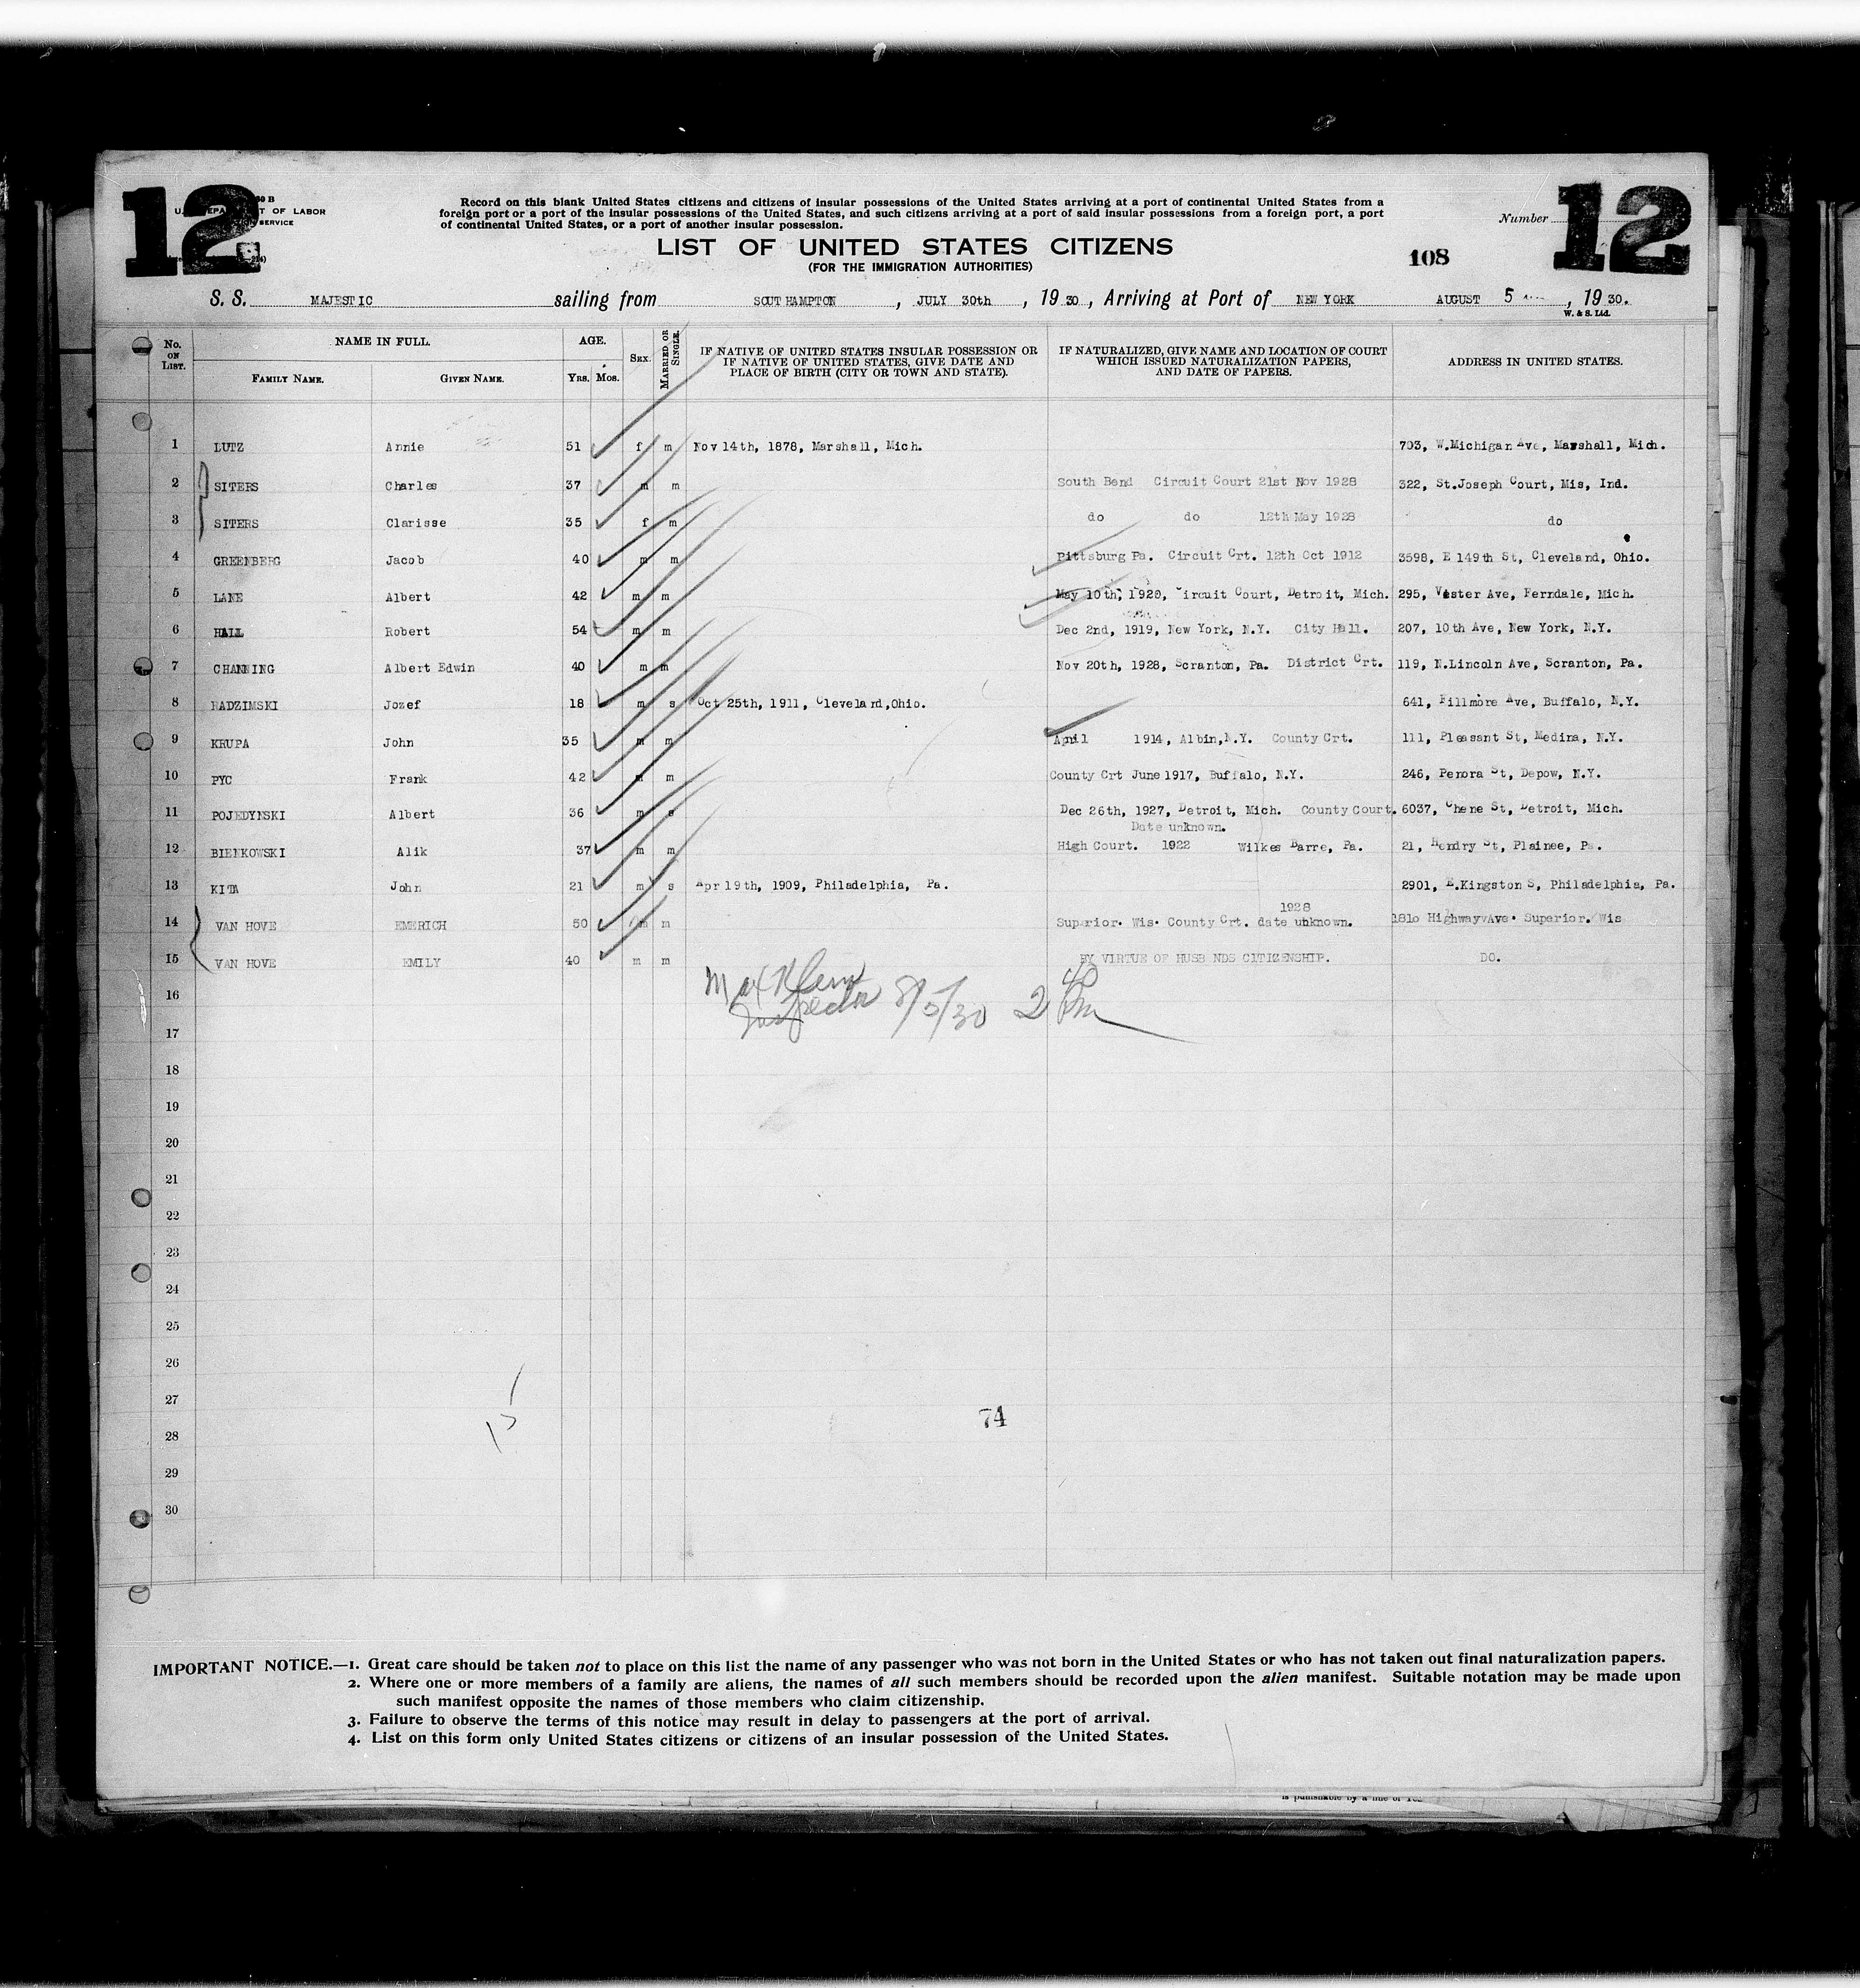 12
12
60 B
U. S. DEPARTMENT OF LABOR
SERVICE
Record on this blank United States citizens and citizens of insular possessions of the United States arriving at a port of continental United States from a
foreign port or a port of the insular possessions of the United States, and such citizens arriving at a port of said insular possessions from a foreign port, a port
of continental United States, or a port of another insular possession.
Number
LIST OF UNITED STATES CITIZENS
(FOR THE IMMIGRATION AUTHORITIES)
108
S. S. MAJESTIC sailing from SOUTHAMPTON, JULY 30th, 19 30, Arriving at Port of NEW YORK AUGUST 5, 19 30.
W. & S. Ltd.
No. ON LIST. NAME IN FULL. AGE. SEX. MARRIED OR SINGLE. IF NATIVE OF UNITED STATES INSULAR POSSESSION OR IF NATIVE OF UNITED STATES, GIVE DATE AND PLACE OF BIRTH (CITY OR TOWN AND STATE). IF NATURALIZED, GIVE NAME AND LOCATION OF COURT WHICH ISSUED NATURALIZATION PAPERS, AND DATE OF PAPERS. ADDRESS IN UNITED STATES.
FAMILY NAME. GIVEN NAME. YRS. MOS.
1 LUTZ Annie 51 f m Nov 14th, 1878, Marshall, Mich. 703, W.Michigan Ave, Marshall, Mich.
2 SITERS Charles 37 m m South Bend Circuit Court 21st Nov 1928 322, St.Joseph Court, Mis, Ind.
3 SITERS Clarisse 35 f m do do 12th May 1928 do
4 GREENBERG Jacob 40 m m Pittsburg Pa. Circuit Crt. 12th Oct 1912 3598, E 149th St, Cleveland, Ohio.
5 LANE Albert 42 m m May 10th, 1920, Circuit Court, Detroit, Mich. 295, Vester Ave, Ferndale, Mich.
6 HALL Robert 54 m m Dec 2nd, 1919, New York, N.Y. City Hall. 207, 10th Ave, New York, N.Y.
7 CHANNING Albert Edwin 40 m m Nov 20th, 1928, Scranton, Pa. District Crt. 119, N.Lincoln Ave, Scranton, Pa.
8 RADZIMSKI Jozef 18 m s Oct 25th, 1911, Cleveland,Ohio. 641, Fillmore Ave, Buffalo, N.Y.
9 KRUPA John 35 m m April 1914, Albin,N.Y. County Crt. 111, Pleasant St, Medina, N.Y.
10 PYC Frank 42 m m County Crt June 1917, Buffalo, N.Y. 246, Penora St, Depow, N.Y.
11 POJEDYNSKI Albert 36 m s Dec 26th, 1927, Detroit, Mich. County Court. 6037, Chene St, Detroit, Mich.
Date unknown.
12 BIENKOWSKI Alik 37 m m High Court. 1922 Wilkes Barre, Pa. 21, Hendry St, Plainee, Pa.
13 KITA John 21 m s Apr 19th, 1909, Philadelphia, Pa. 2901, E.Kingston S, Philadelphia, Pa.
1928
14 VAN HOVE EMERICH 50 m m Superior. Wis. County Crt. date unknown. 1810 Highway Ave. Superior. Wis
15 VAN HOVE EMILY 40 m m BY VIRTUE OF HUSBANDS CITIZENSHIP. DO.
Max Klein
Inspector 8/5/30 2 40 Pm
16
17
18
19
20
21
22
23
24
25
26
27
74
15
28
29
30
IMPORTANT NOTICE.—1. Great care should be taken not to place on this list the name of any passenger who was not born in the United States or who has not taken out final naturalization papers.
2. Where one or more members of a family are aliens, the names of all such members should be recorded upon the alien manifest. Suitable notation may be made upon
such manifest opposite the names of those members who claim citizenship.
3. Failure to observe the terms of this notice may result in delay to passengers at the port of arrival.
4. List on this form only United States citizens or citizens of an insular possession of the United States.
is punishable by a fine of